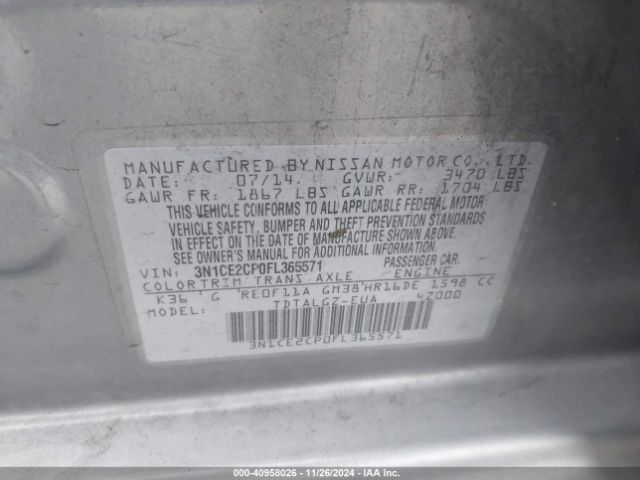 MANUFACTURED BY NISSAN MOTOR CO., LTD.
DATE: 07/14. GVWR: 3470 LBS
GAWR FR: 1867 LBS GAWR RR: 1704 LBS
THIS VEHICLE CONFORMS TO ALL APPLICABLE FEDERAL MOTOR
VEHICLE SAFETY, BUMPER AND THEFT PREVENTION STANDARDS
IN EFFECT ON THE DATE OF MANUFACTURE SHOWN ABOVE.
SEE OWNER'S MANUAL FOR ADDITIONAL INFORMATION.
VIN: 3N1CE2CP0FL365571 PASSENGER CAR
COLOR TRIM TRANS. AXLE ENGINE
K36 G RE0F11A GM38 HR16DE 1598 CC
MODEL: TDTALGZ-EUA 4Z000
3N1CE2CP0FL365571
000-40958026 - 11/26/2024 - IAA Inc.